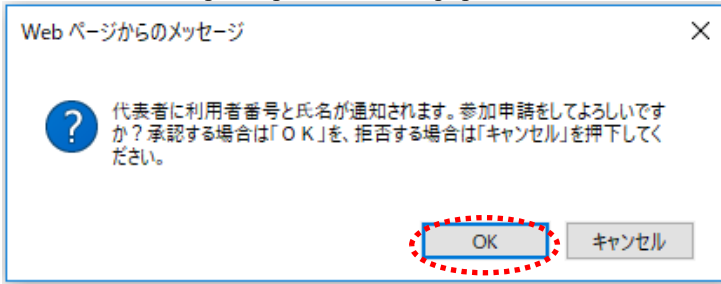 Web ページからのメッセージ
代表者に利用者番号と氏名が通知されます。参加申請をしてよろしいです
か？承認する場合は「ＯＫ」を、拒否する場合は「キャンセル」を押下してく
ださい。
OK
キャンセル